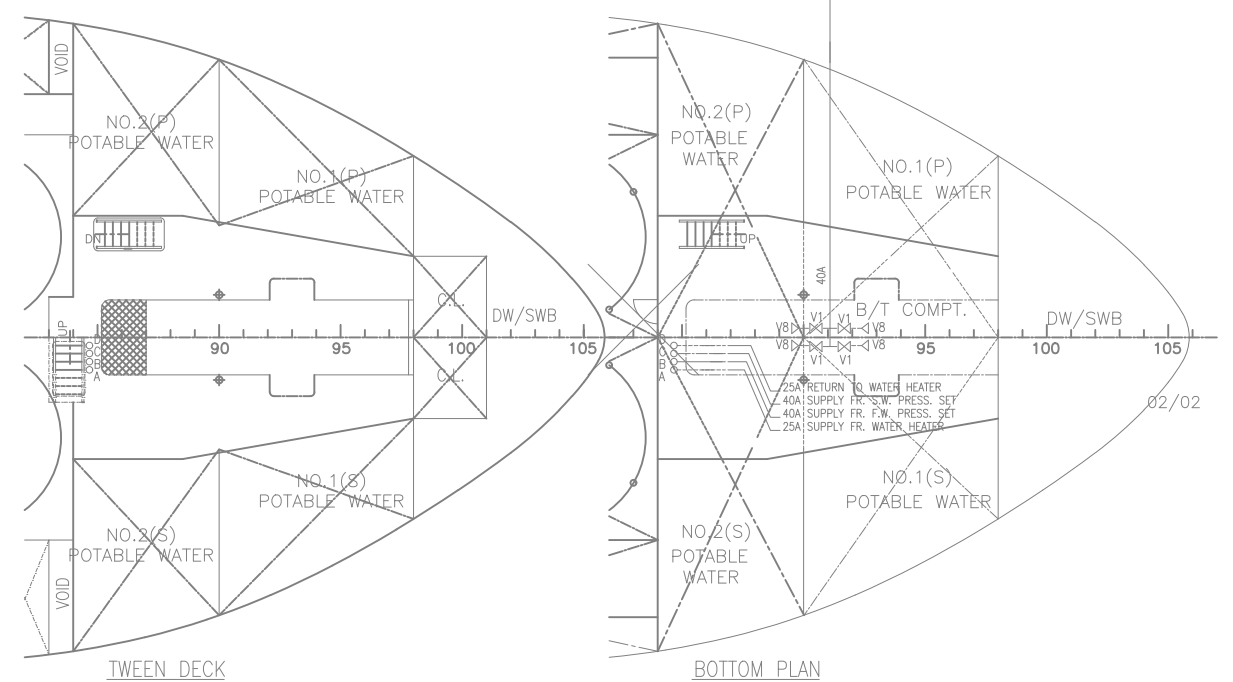 VOID
NO.2(P)
POTABLE WATER
NO.1(P)
POTABLE WATER
DN
UP
C.L.
DW/SWB
D
C
B
A
90
95
100
105
C.L.
NO.1(S)
POTABLE WATER
NO.2(S)
POTABLE WATER
VOID
TWEEN DECK
NO.2(P)
POTABLE
WATER
NO.1(P)
POTABLE WATER
UP
40A
B/T COMPT.
DW/SWB
V8 V1 V1 V8
V8 V1 V1 V8
D
C
B
A
95
100
105
25A RETURN TO WATER HEATER
40A SUPPLY FR. S.W. PRESS. SET
40A SUPPLY FR. F.W. PRESS. SET
25A SUPPLY FR. WATER HEATER
02/02
NO.1(S)
POTABLE WATER
NO.2(S)
POTABLE
WATER
BOTTOM PLAN